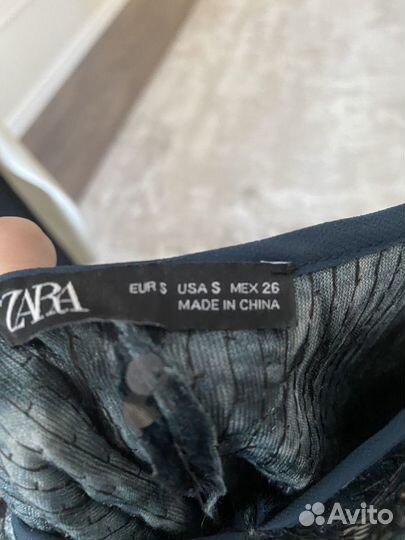 ZARA
EUR S USA S MEX 26
MADE IN CHINA
Avito